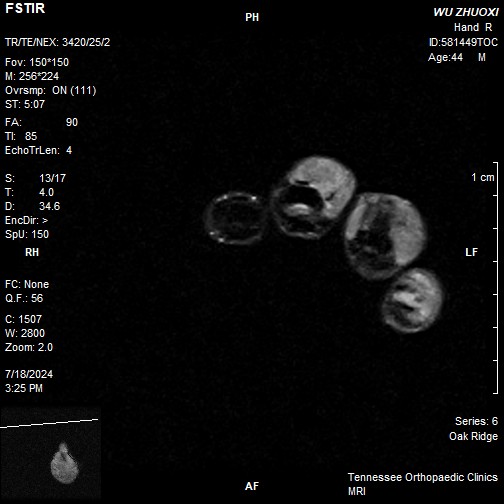 FSTIR
PH
WU ZHUOXI
Hand R
ID:581449TOC
Age:44 M
TR/TE/NEX: 3420/25/2
Fov: 150*150
M: 256*224
Ovrsmp: ON (111)
ST: 5:07
FA: 90
TI: 85
EchoTrLen: 4
S: 13/17
T: 4.0
D: 34.6
EncDir: >
SpU: 150
1 cm
RH
LF
FC: None
Q.F.: 56
C: 1507
W: 2800
Zoom: 2.0
7/18/2024
3:25 PM
Series: 6
Oak Ridge
AF
Tennessee Orthopaedic Clinics
MRI